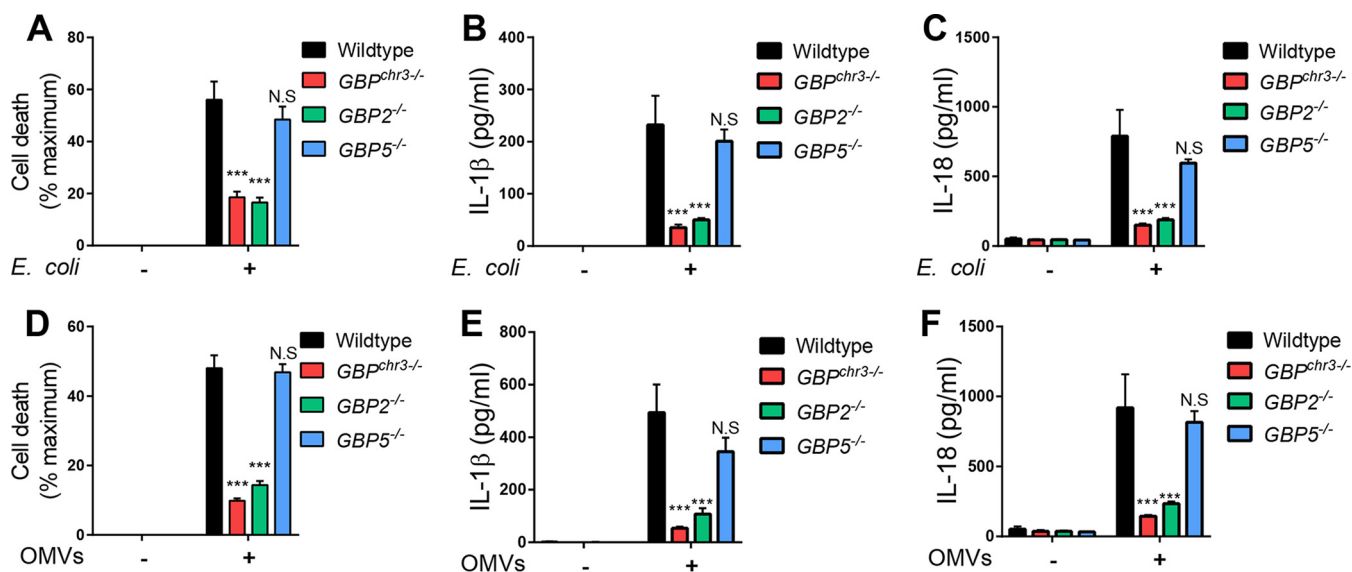 A
Cell death
(% maximum)
80
60
40
20
0
N.S
*** ***
Wildtype
GBPchr3-/-
GBP2-/-
GBP5-/-
E. coli - +
B
IL-1β (pg/ml)
400
300
200
100
0
N.S
*** ***
Wildtype
GBPchr3-/-
GBP2-/-
GBP5-/-
E. coli - +
C
IL-18 (pg/ml)
1500
1000
500
0
N.S
*** ***
Wildtype
GBPchr3-/-
GBP2-/-
GBP5-/-
E. coli - +
D
Cell death
(% maximum)
60
40
20
0
N.S
*** ***
Wildtype
GBPchr3-/-
GBP2-/-
GBP5-/-
OMVs - +
E
IL-1β (pg/ml)
800
600
400
200
0
N.S
*** ***
Wildtype
GBPchr3-/-
GBP2-/-
GBP5-/-
OMVs - +
F
IL-18 (pg/ml)
1500
1000
500
0
N.S
*** ***
Wildtype
GBPchr3-/-
GBP2-/-
GBP5-/-
OMVs - +